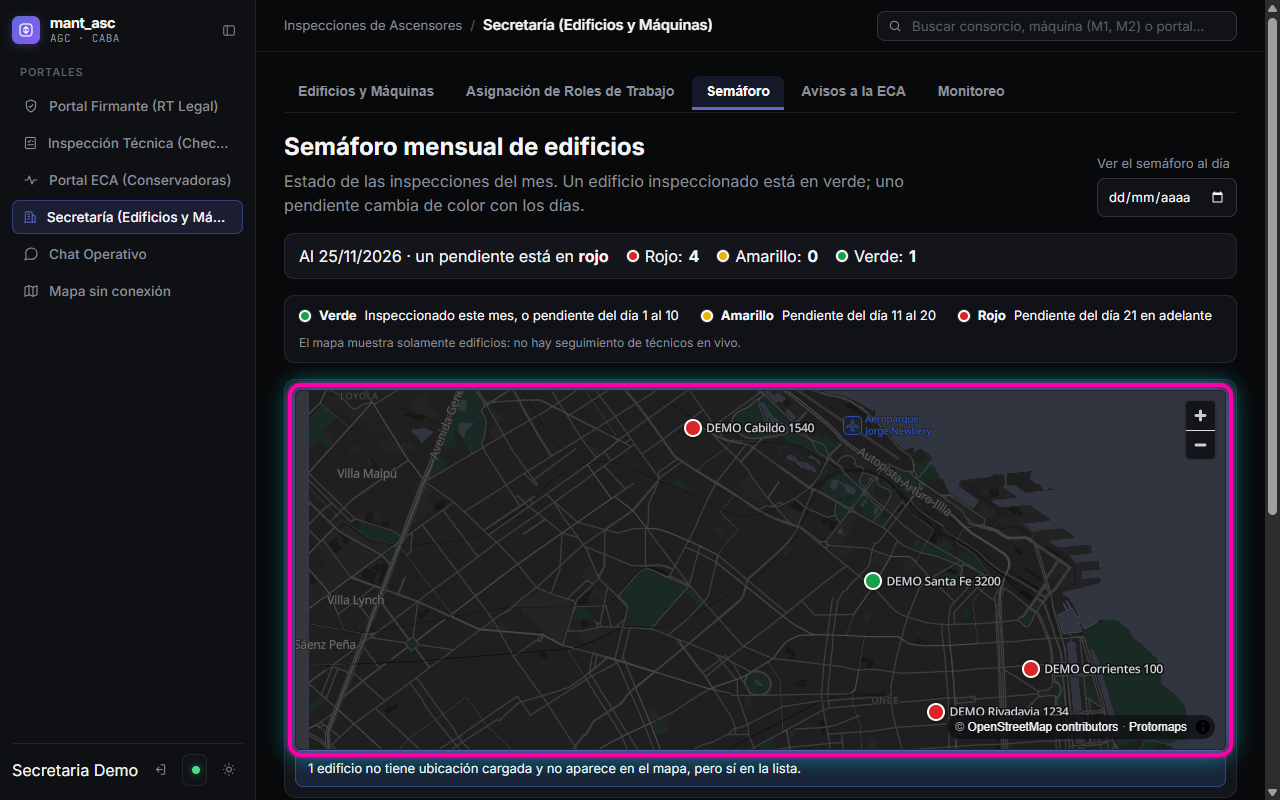 mant_asc
AGC · CABA
PORTALES
Portal Firmante (RT Legal)
Inspección Técnica (Chec...
Portal ECA (Conservadoras)
Secretaría (Edificios y Má...
Chat Operativo
Mapa sin conexión
Secretaria Demo
Inspecciones de Ascensores / Secretaría (Edificios y Máquinas)
Buscar consorcio, máquina (M1, M2) o portal...
Edificios y Máquinas
Asignación de Roles de Trabajo
Semáforo
Avisos a la ECA
Monitoreo
Semáforo mensual de edificios
Estado de las inspecciones del mes. Un edificio inspeccionado está en verde; uno
pendiente cambia de color con los días.
Ver el semáforo al día
dd/mm/aaaa
Al 25/11/2026 · un pendiente está en rojo Rojo: 4 Amarillo: 0 Verde: 1
Verde Inspeccionado este mes, o pendiente del día 1 al 10 Amarillo Pendiente del día 11 al 20 Rojo Pendiente del día 21 en adelante
El mapa muestra solamente edificios: no hay seguimiento de técnicos en vivo.
LOYOLA
Avenida Gene
DEMO Cabildo 1540
Aeroparque
Jorge Newbery
+
−
Villa Maipú
Autopista Arturo Illia
DEMO Santa Fe 3200
Villa Lynch
Sáenz Peña
DEMO Corrientes 100
ONCE
DEMO Rivadavia 1234
© OpenStreetMap contributors · Protomaps
1 edificio no tiene ubicación cargada y no aparece en el mapa, pero sí en la lista.